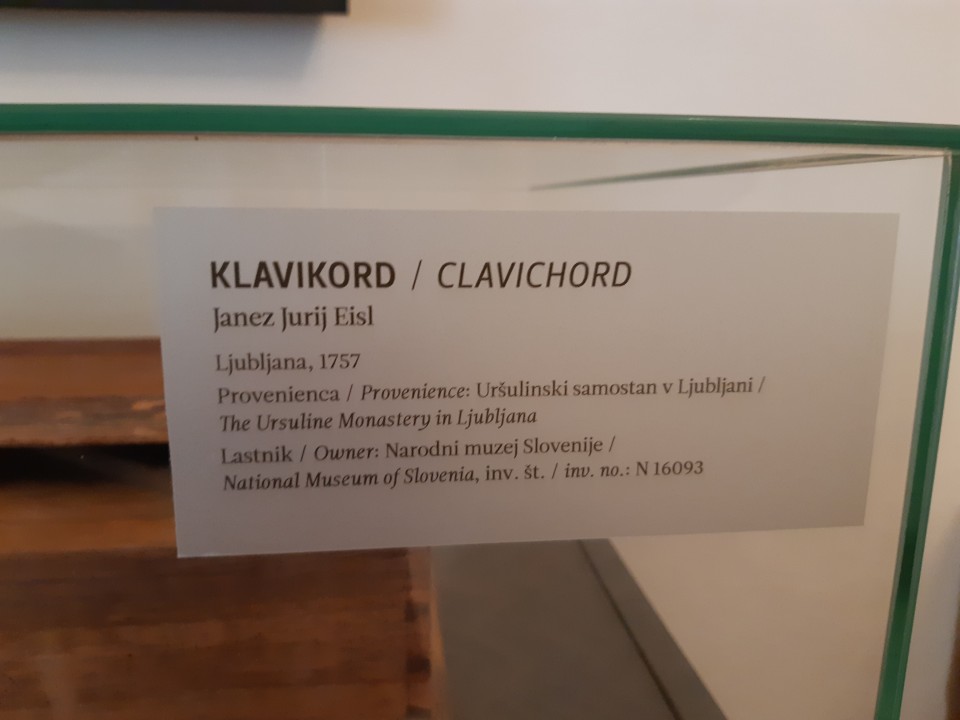 KLAVIKORD / CLAVICHORD
Janez Jurij Eisl
Ljubljana, 1757
Provenienca / Provenience: Uršulinski samostan v Ljubljani /
The Ursuline Monastery in Ljubljana
Lastnik / Owner: Narodni muzej Slovenije /
National Museum of Slovenia, inv. št. / inv. no.: N 16093